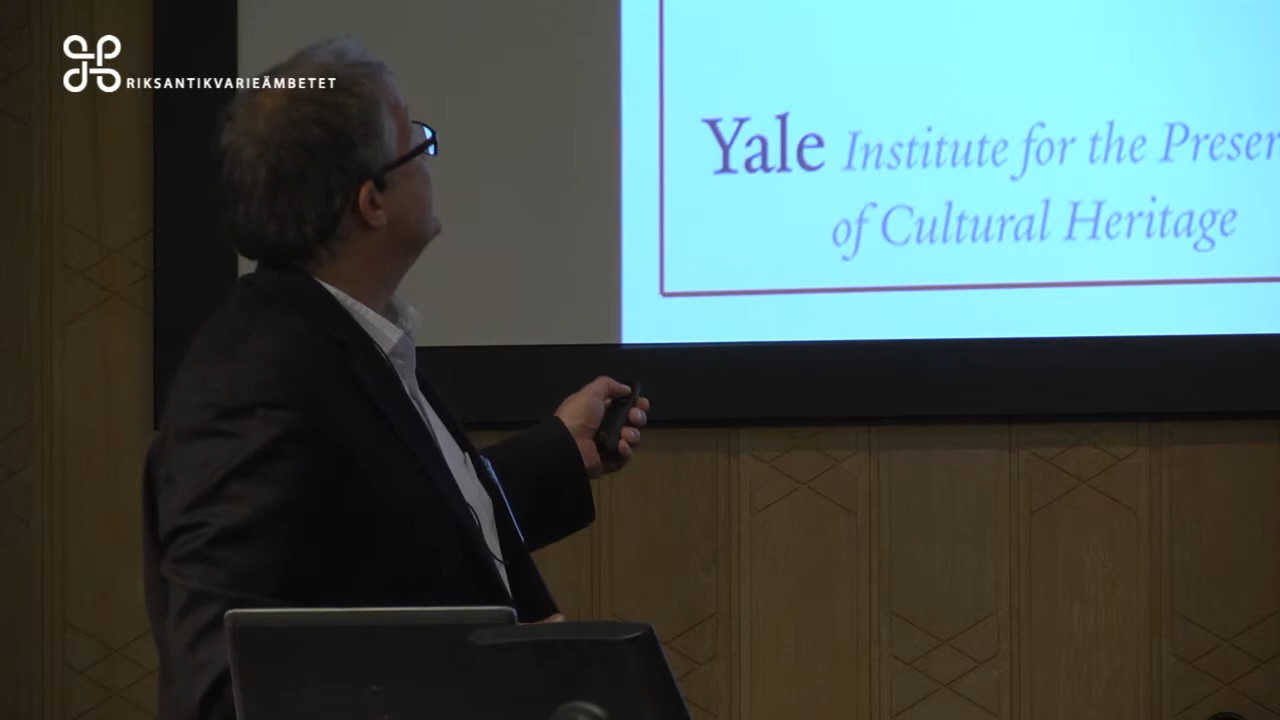 RIKSANTIKVARIEÄMBETET
Yale Institute for the
of Cultural Heritage